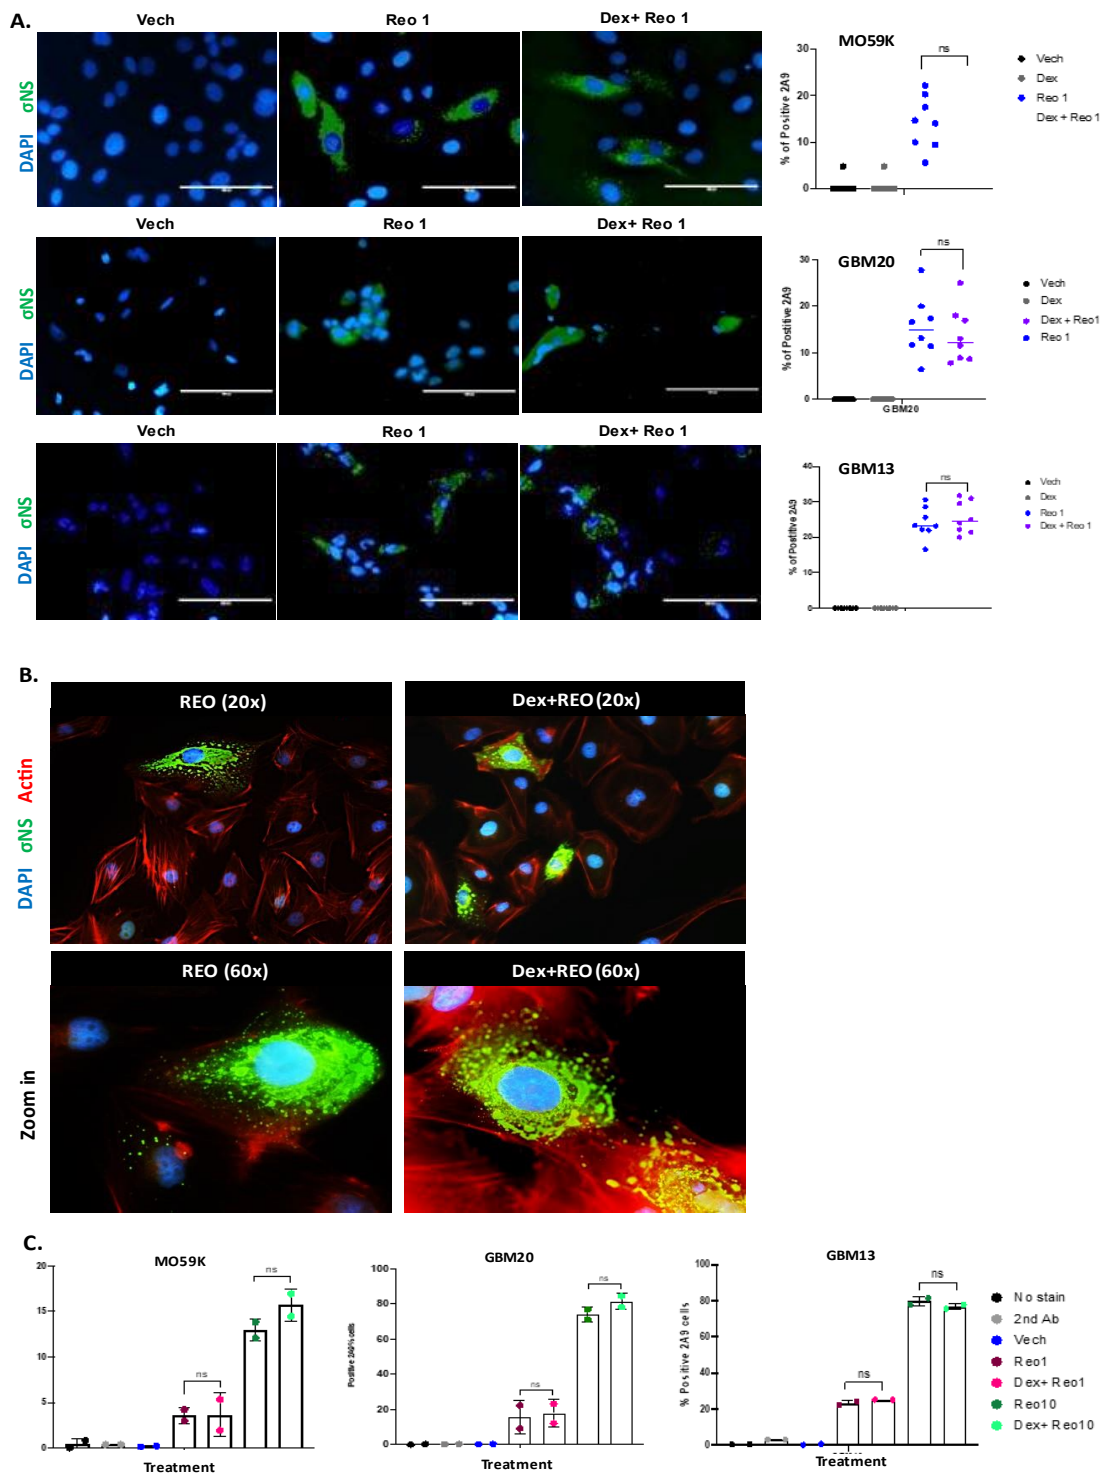 A.
Vech
Reo 1
Dex+ Reo 1
DAPI σNS
MO59K
ns
% of Positive 2A9
30
20
10
0
Vech
Dex
Reo 1
Dex + Reo 1
Vech
Reo 1
Dex+ Reo 1
DAPI σNS
GBM20
ns
% of Postitive 2A9
30
20
10
0
GBM20
Vech
Dex
Dex + Reo1
Reo 1
Vech
Reo 1
Dex+ Reo 1
DAPI σNS
GBM13
ns
% of Postitive 2A9
40
30
20
10
0
Vech
Dex
Reo 1
Dex + Reo 1
B.
REO (20x)
Dex+REO (20x)
DAPI σNS Actin
REO (60x)
Dex+REO (60x)
Zoom in
C.
MO59K
20
15
10
5
0
ns
ns
Treatment
GBM20
100
80
60
40
20
0
ns
ns
Treatment
GBM13
% Positive 2A9 cells
100
80
60
40
20
0
ns
ns
Treatment
No stain
2nd Ab
Vech
Reo1
Dex+ Reo1
Reo10
Dex+ Reo10